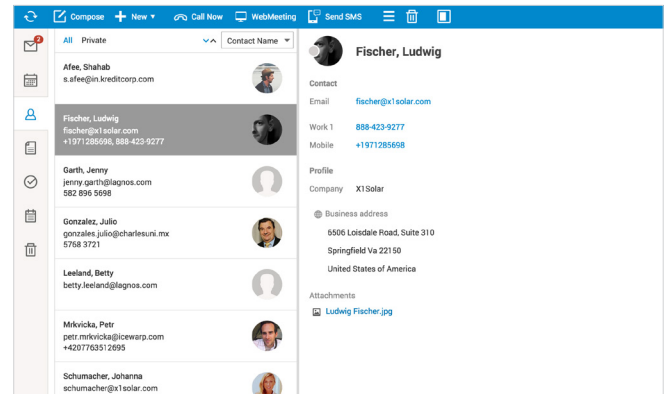 Compose
New
Call Now
WebMeeting
Send SMS
2
All Private
Contact Name
Afee, Shahab
s.afee@in.kreditcorp.com
Fischer, Ludwig
fischer@x1solar.com
+1971285698, 888-423-9277
Garth, Jenny
jenny.garth@lagnos.com
582 896 5698
Gonzalez, Julio
gonzales.julio@charlesuni.mx
5768 3721
Leeland, Betty
betty.leeland@lagnos.com
Mrkvicka, Petr
petr.mrkvicka@icewarp.com
+4207763512695
Schumacher, Johanna
schumacher@x1solar.com
Fischer, Ludwig
Contact
Email fischer@x1solar.com
Work 1 888-423-9277
Mobile +1971285698
Profile
Company X1Solar
Business address
6506 Loisdale Road, Suite 310
Springfield Va 22150
United States of America
Attachments
Ludwig Fischer.jpg